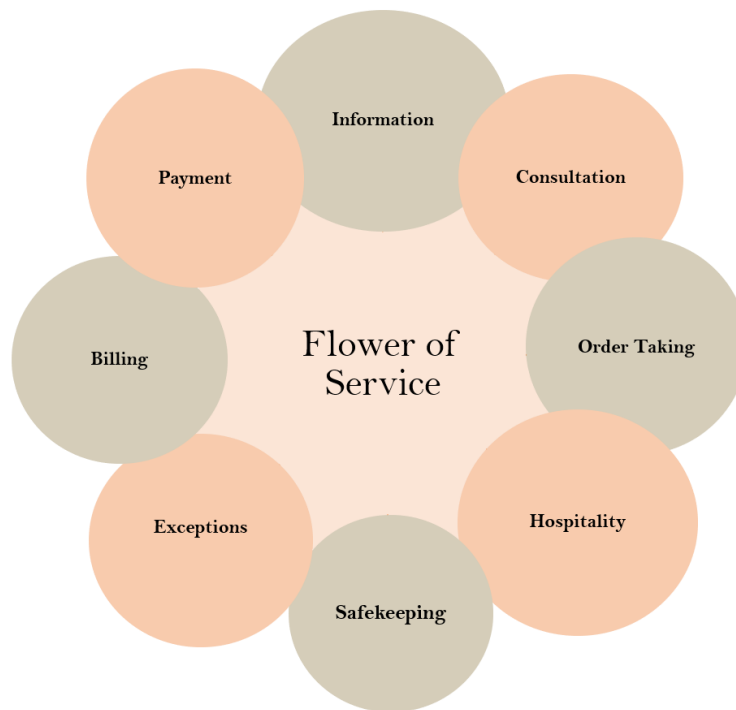 Information
Payment
Consultation
Flower of
Service
Billing
Order Taking
Exceptions
Hospitality
Safekeeping